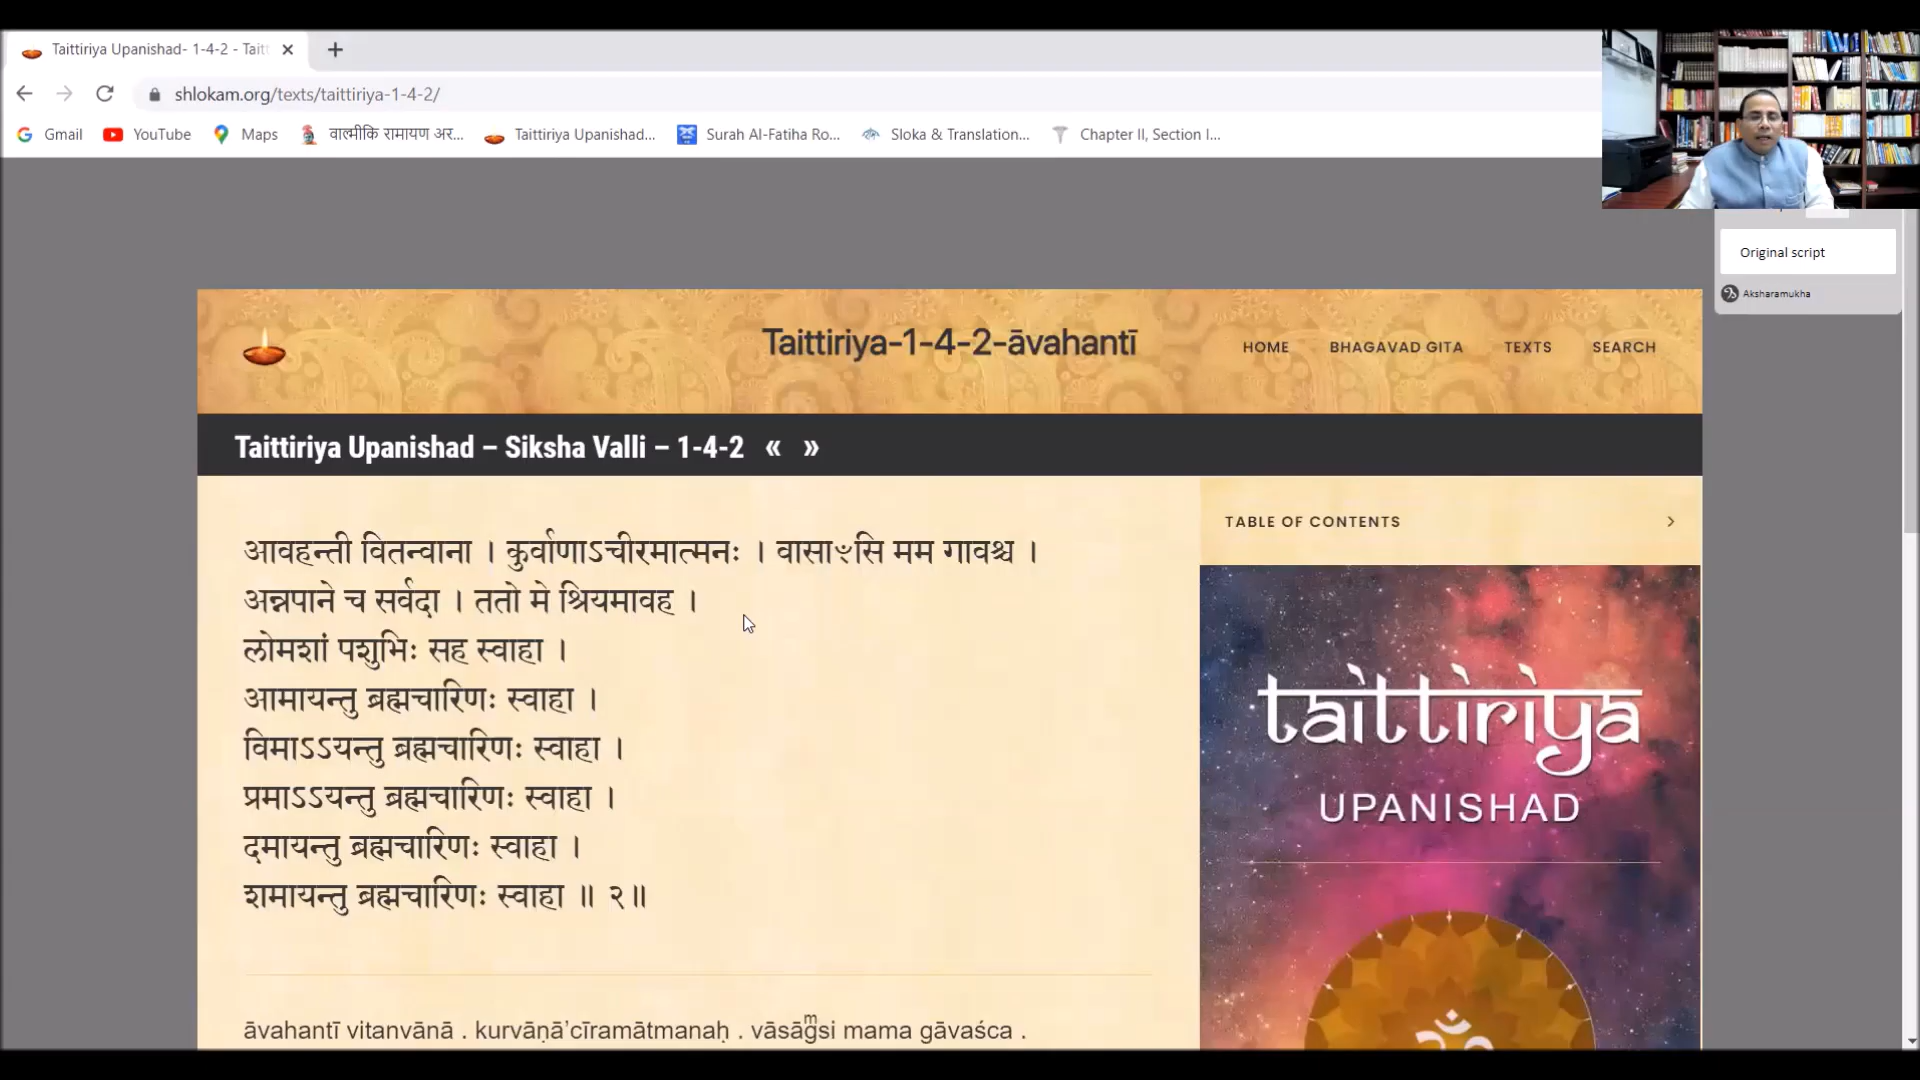 Taittiriya Upanishad- 1-4-2 - Taitt
shlokam.org/texts/taittiriya-1-4-2/
Gmail YouTube Maps वाल्मीकि रामायण अर... Taittiriya Upanishad... Surah Al-Fatiha Ro... Sloka & Translation... Chapter II, Section I...
Original script
Aksharamukha
Taittiriya-1-4-2-āvahantī
HOME BHAGAVAD GITA TEXTS SEARCH
Taittiriya Upanishad – Siksha Valli – 1-4-2 « »
आवहन्ती वितन्वाना । कुर्वाणाऽचीरमात्मनः । वासाꣳसि मम गावश्च ।
अन्नपाने च सर्वदा । ततो मे श्रियमावह ।
लोमशां पशुभिः सह स्वाहा ।
आमायन्तु ब्रह्मचारिणः स्वाहा ।
विमाऽऽयन्तु ब्रह्मचारिणः स्वाहा ।
प्रमाऽऽयन्तु ब्रह्मचारिणः स्वाहा ।
दमायन्तु ब्रह्मचारिणः स्वाहा ।
शमायन्तु ब्रह्मचारिणः स्वाहा ॥ २॥
āvahantī vitanvānā . kurvāṇā’cīramātmanaḥ . vāsāgͫsi mama gāvaśca .
TABLE OF CONTENTS
taittiriya
UPANISHAD
ॐ